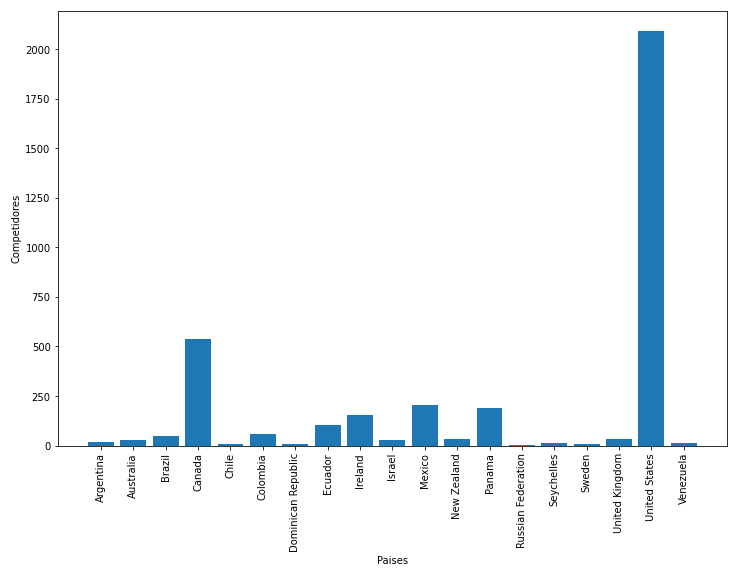 2000
1750
1500
1250
1000
750
500
250
0
Competidores
Argentina
Australia
Brazil
Canada
Chile
Colombia
Dominican Republic
Ecuador
Ireland
Israel
Mexico
New Zealand
Panama
Russian Federation
Seychelles
Sweden
United Kingdom
United States
Venezuela
Paises